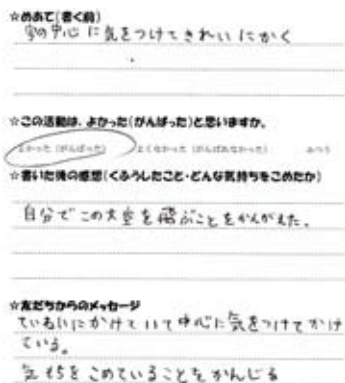 ☆めあて(書く前)
字の中心に気をつけてきれいにかく
☆この活動は、よかった(がんばった)と思いますか。
よかった(がんばった) よくなかった(がんばれなかった) ふつう
☆書いた後の感想(くふうしたこと・どんな気持ちをこめたか)
自分でこの大空を飛ぶことをかんがえた。
☆友だちからのメッセージ
ていねいにかけていて中心に気をつけてかけ
ている。
気もちをこめていることをかんじる